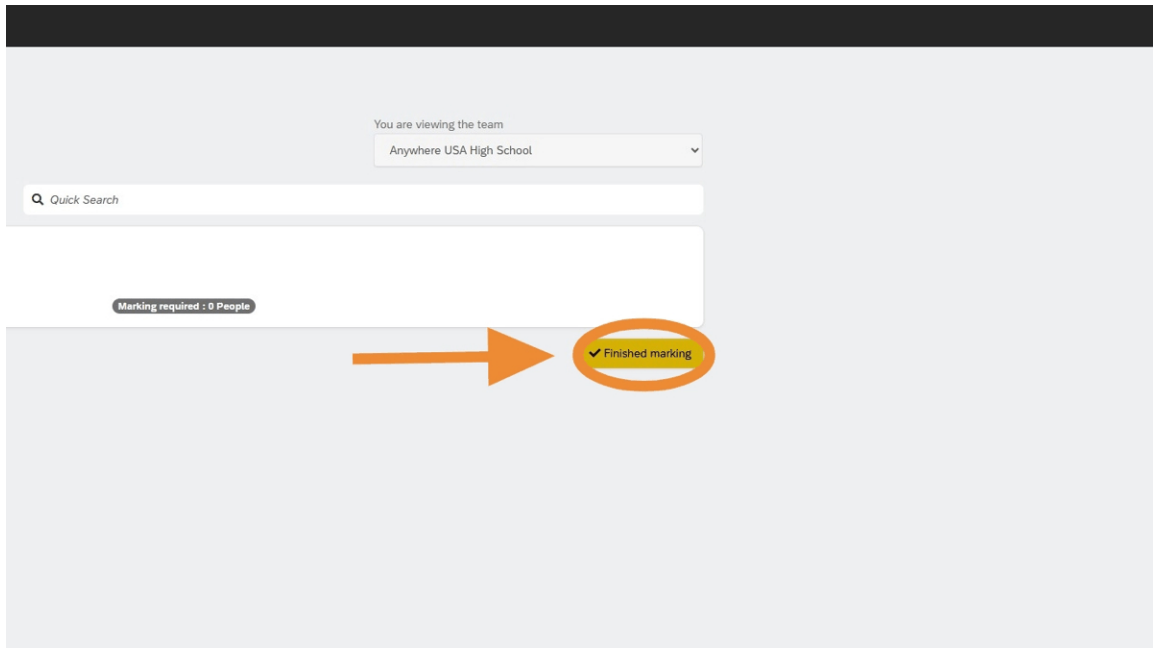 You are viewing the team
Anywhere USA High School
Quick Search
Marking required : 0 People
Finished marking